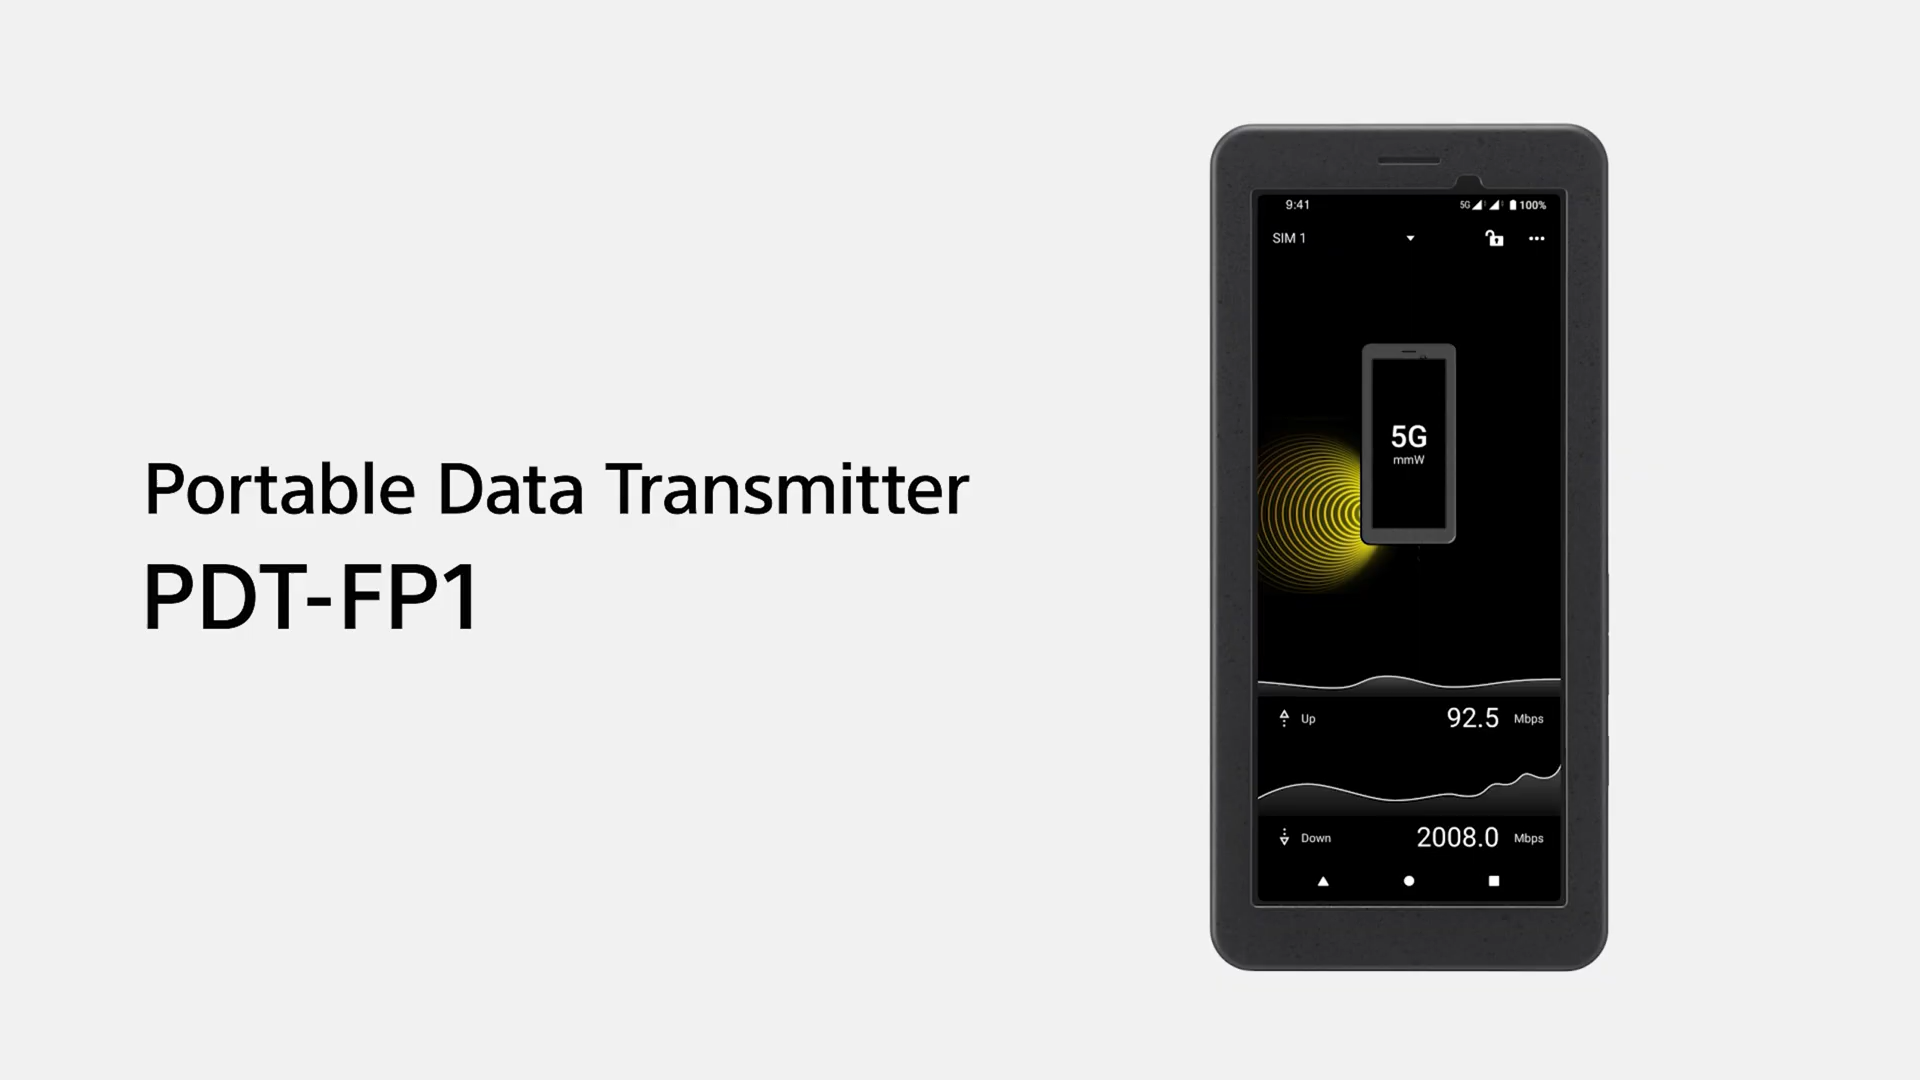 Portable Data Transmitter
PDT-FP1
9:41
5G 100%
SIM 1
5G
mmW
Up 92.5 Mbps
Down 2008.0 Mbps